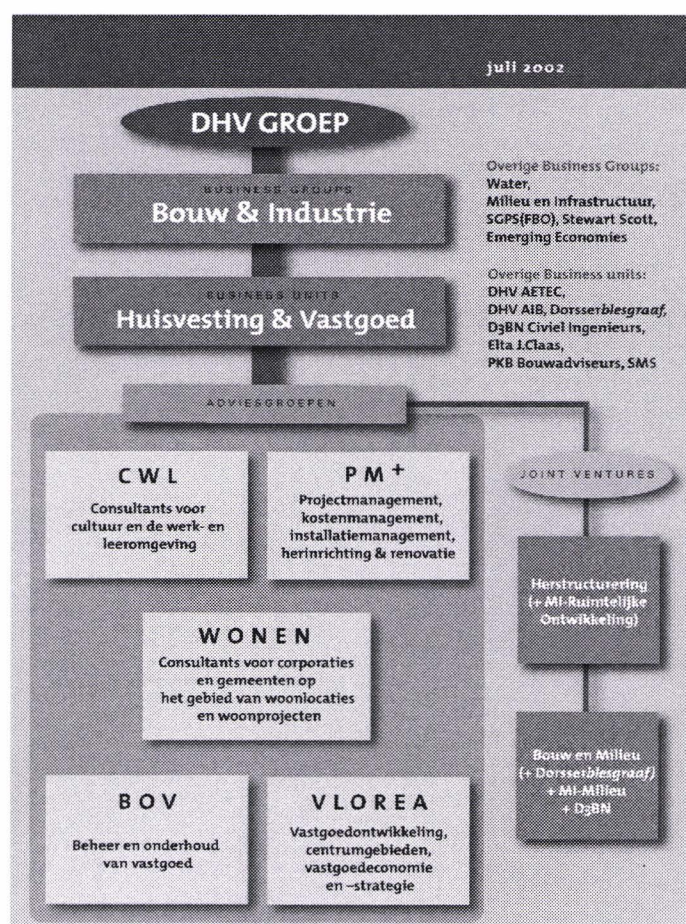 juli 2002
DHV GROEP
BUSINESS GROUPS
Bouw & Industrie
Overige Business Groups:
Water,
Milieu en Infrastructuur,
SGPS(FBO), Stewart Scott,
Emerging Economies
BUSINESS UNITS
Huisvesting & Vastgoed
Overige Business units:
DHV AETEC,
DHV AIB, Dorsserblesgraaf,
D3BN Civiel Ingenieurs,
Elta J.Claas,
PKB Bouwadviseurs, SMS
ADVIESGROEPEN
CWL
Consultants voor
cultuur en de werk- en
leeromgeving
PM+
Projectmanagement,
kostenmanagement,
installatiemanagement,
herinrichting & renovatie
WONEN
Consultants voor corporaties
en gemeenten op
het gebied van woonlocaties
en woonprojecten
BOV
Beheer en onderhoud
van vastgoed
VLOREA
Vastgoedontwikkeling,
centrumgebieden,
vastgoedeconomie
en –strategie
JOINT VENTURES
Herstructurering
(+ MI-Ruimtelijke
Ontwikkeling)
Bouw en Milieu
(+ Dorsserblesgraaf)
+ MI-Milieu
+ D3BN